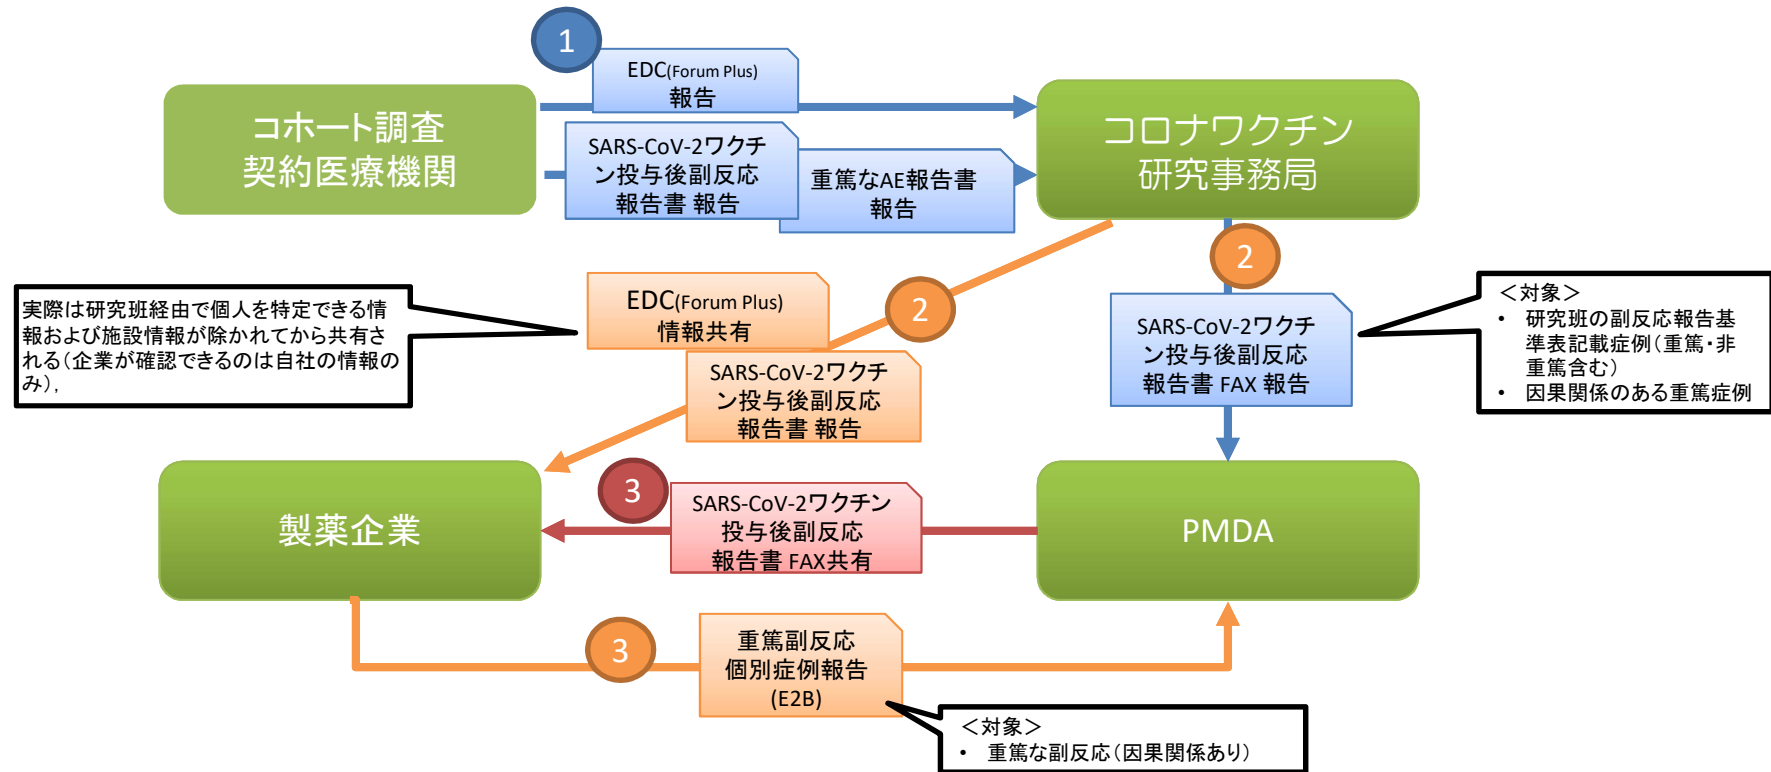 1
EDC(Forum Plus)
報告
コホート調査
契約医療機関
SARS-CoV-2ワクチ
ン投与後副反応
報告書 報告
重篤なAE報告書
報告
コロナワクチン
研究事務局
2
EDC(Forum Plus)
情報共有
実際は研究班経由で個人を特定できる情
報および施設情報が除かれてから共有さ
れる(企業が確認できるのは自社の情報の
み),
SARS-CoV-2ワクチ
ン投与後副反応
報告書 報告
2
SARS-CoV-2ワクチ
ン投与後副反応
報告書 FAX 報告
＜対象＞
• 研究班の副反応報告基
準表記載症例(重篤・非
重篤含む)
• 因果関係のある重篤症例
製薬企業
3
SARS-CoV-2ワクチン
投与後副反応
報告書 FAX共有
PMDA
3
重篤副反応
個別症例報告
(E2B)
＜対象＞
• 重篤な副反応(因果関係あり)